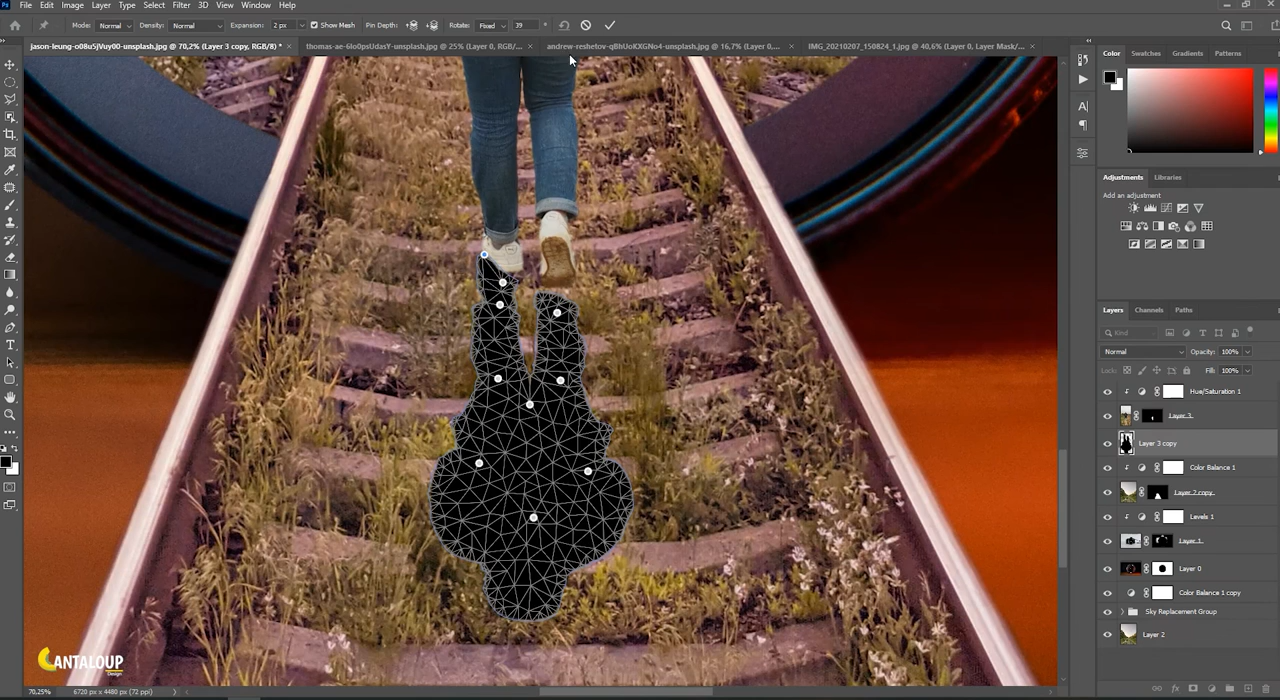 Ps File Edit Image Layer Type Select Filter 3D View Window Help
Mode: Normal Density: Normal Expansion: 2 px Show Mesh Pin Depth: Rotate: Fixed 39 °
jason-leung-o08u5jVuy00-unsplash.jpg @ 70,2% (Layer 3 copy, RGB/8) * × thomas-ae-6Io0psUdasY-unsplash.jpg @ 25% (Layer 0, RGB/... × andrew-reshetov-qBhUoKXGNo4-unsplash.jpg @ 16,7% (Layer 0,... × IMG_20210207_150824_1.jpg @ 40,6% (Layer 0, Layer Mask/... ×
Color Swatches Gradients Patterns
Adjustments Libraries
Add an adjustment
Layers Channels Paths
Kind
Normal Opacity: 100%
Lock: Fill: 100%
Hue/Saturation 1
Layer 3
Layer 3 copy
Color Balance 1
Layer 2 copy
Levels 1
Layer 1
Layer 0
Color Balance 1 copy
Sky Replacement Group
Layer 2
CANTALOUP
Design
70,25% 6720 px x 4480 px (72 ppi)